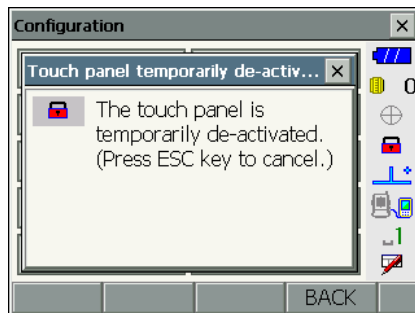 Configuration
Touch panel temporarily de-activ...
0
The touch panel is
temporarily de-activated.
(Press ESC key to cancel.)
1
BACK